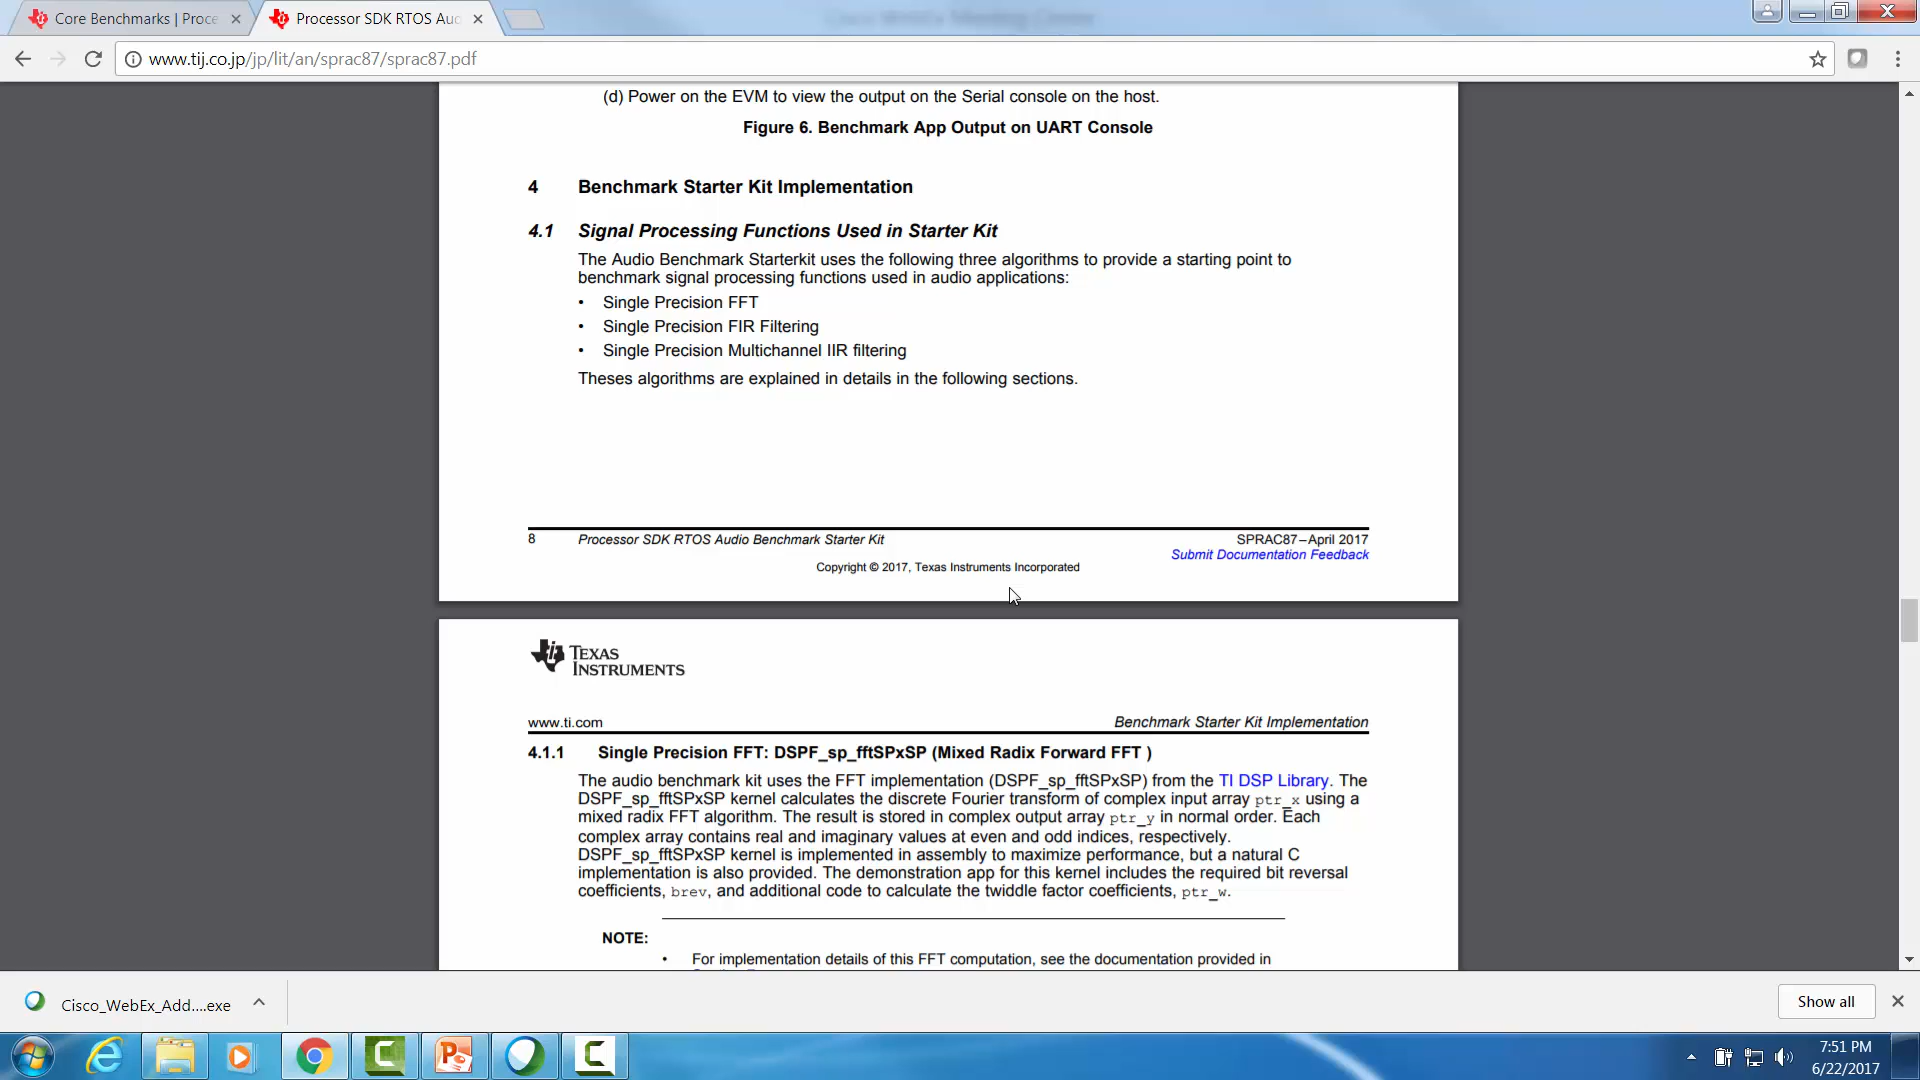 Core Benchmarks | Proce
Processor SDK RTOS Aud
Cisco WebEx Meeting Center
www.tij.co.jp/jp/lit/an/sprac87/sprac87.pdf
(d) Power on the EVM to view the output on the Serial console on the host.
Figure 6. Benchmark App Output on UART Console
4 Benchmark Starter Kit Implementation
4.1 Signal Processing Functions Used in Starter Kit
The Audio Benchmark Starterkit uses the following three algorithms to provide a starting point to
benchmark signal processing functions used in audio applications:
• Single Precision FFT
• Single Precision FIR Filtering
• Single Precision Multichannel IIR filtering
Theses algorithms are explained in details in the following sections.
8 Processor SDK RTOS Audio Benchmark Starter Kit SPRAC87–April 2017
Submit Documentation Feedback
Copyright © 2017, Texas Instruments Incorporated
TEXAS
INSTRUMENTS
www.ti.com Benchmark Starter Kit Implementation
4.1.1 Single Precision FFT: DSPF_sp_fftSPxSP (Mixed Radix Forward FFT )
The audio benchmark kit uses the FFT implementation (DSPF_sp_fftSPxSP) from the TI DSP Library. The
DSPF_sp_fftSPxSP kernel calculates the discrete Fourier transform of complex input array ptr_x using a
mixed radix FFT algorithm. The result is stored in complex output array ptr_y in normal order. Each
complex array contains real and imaginary values at even and odd indices, respectively.
DSPF_sp_fftSPxSP kernel is implemented in assembly to maximize performance, but a natural C
implementation is also provided. The demonstration app for this kernel includes the required bit reversal
coefficients, brev, and additional code to calculate the twiddle factor coefficients, ptr_w.
NOTE:
• For implementation details of this FFT computation, see the documentation provided in
Cisco_WebEx_Add....exe
Show all
7:51 PM
6/22/2017